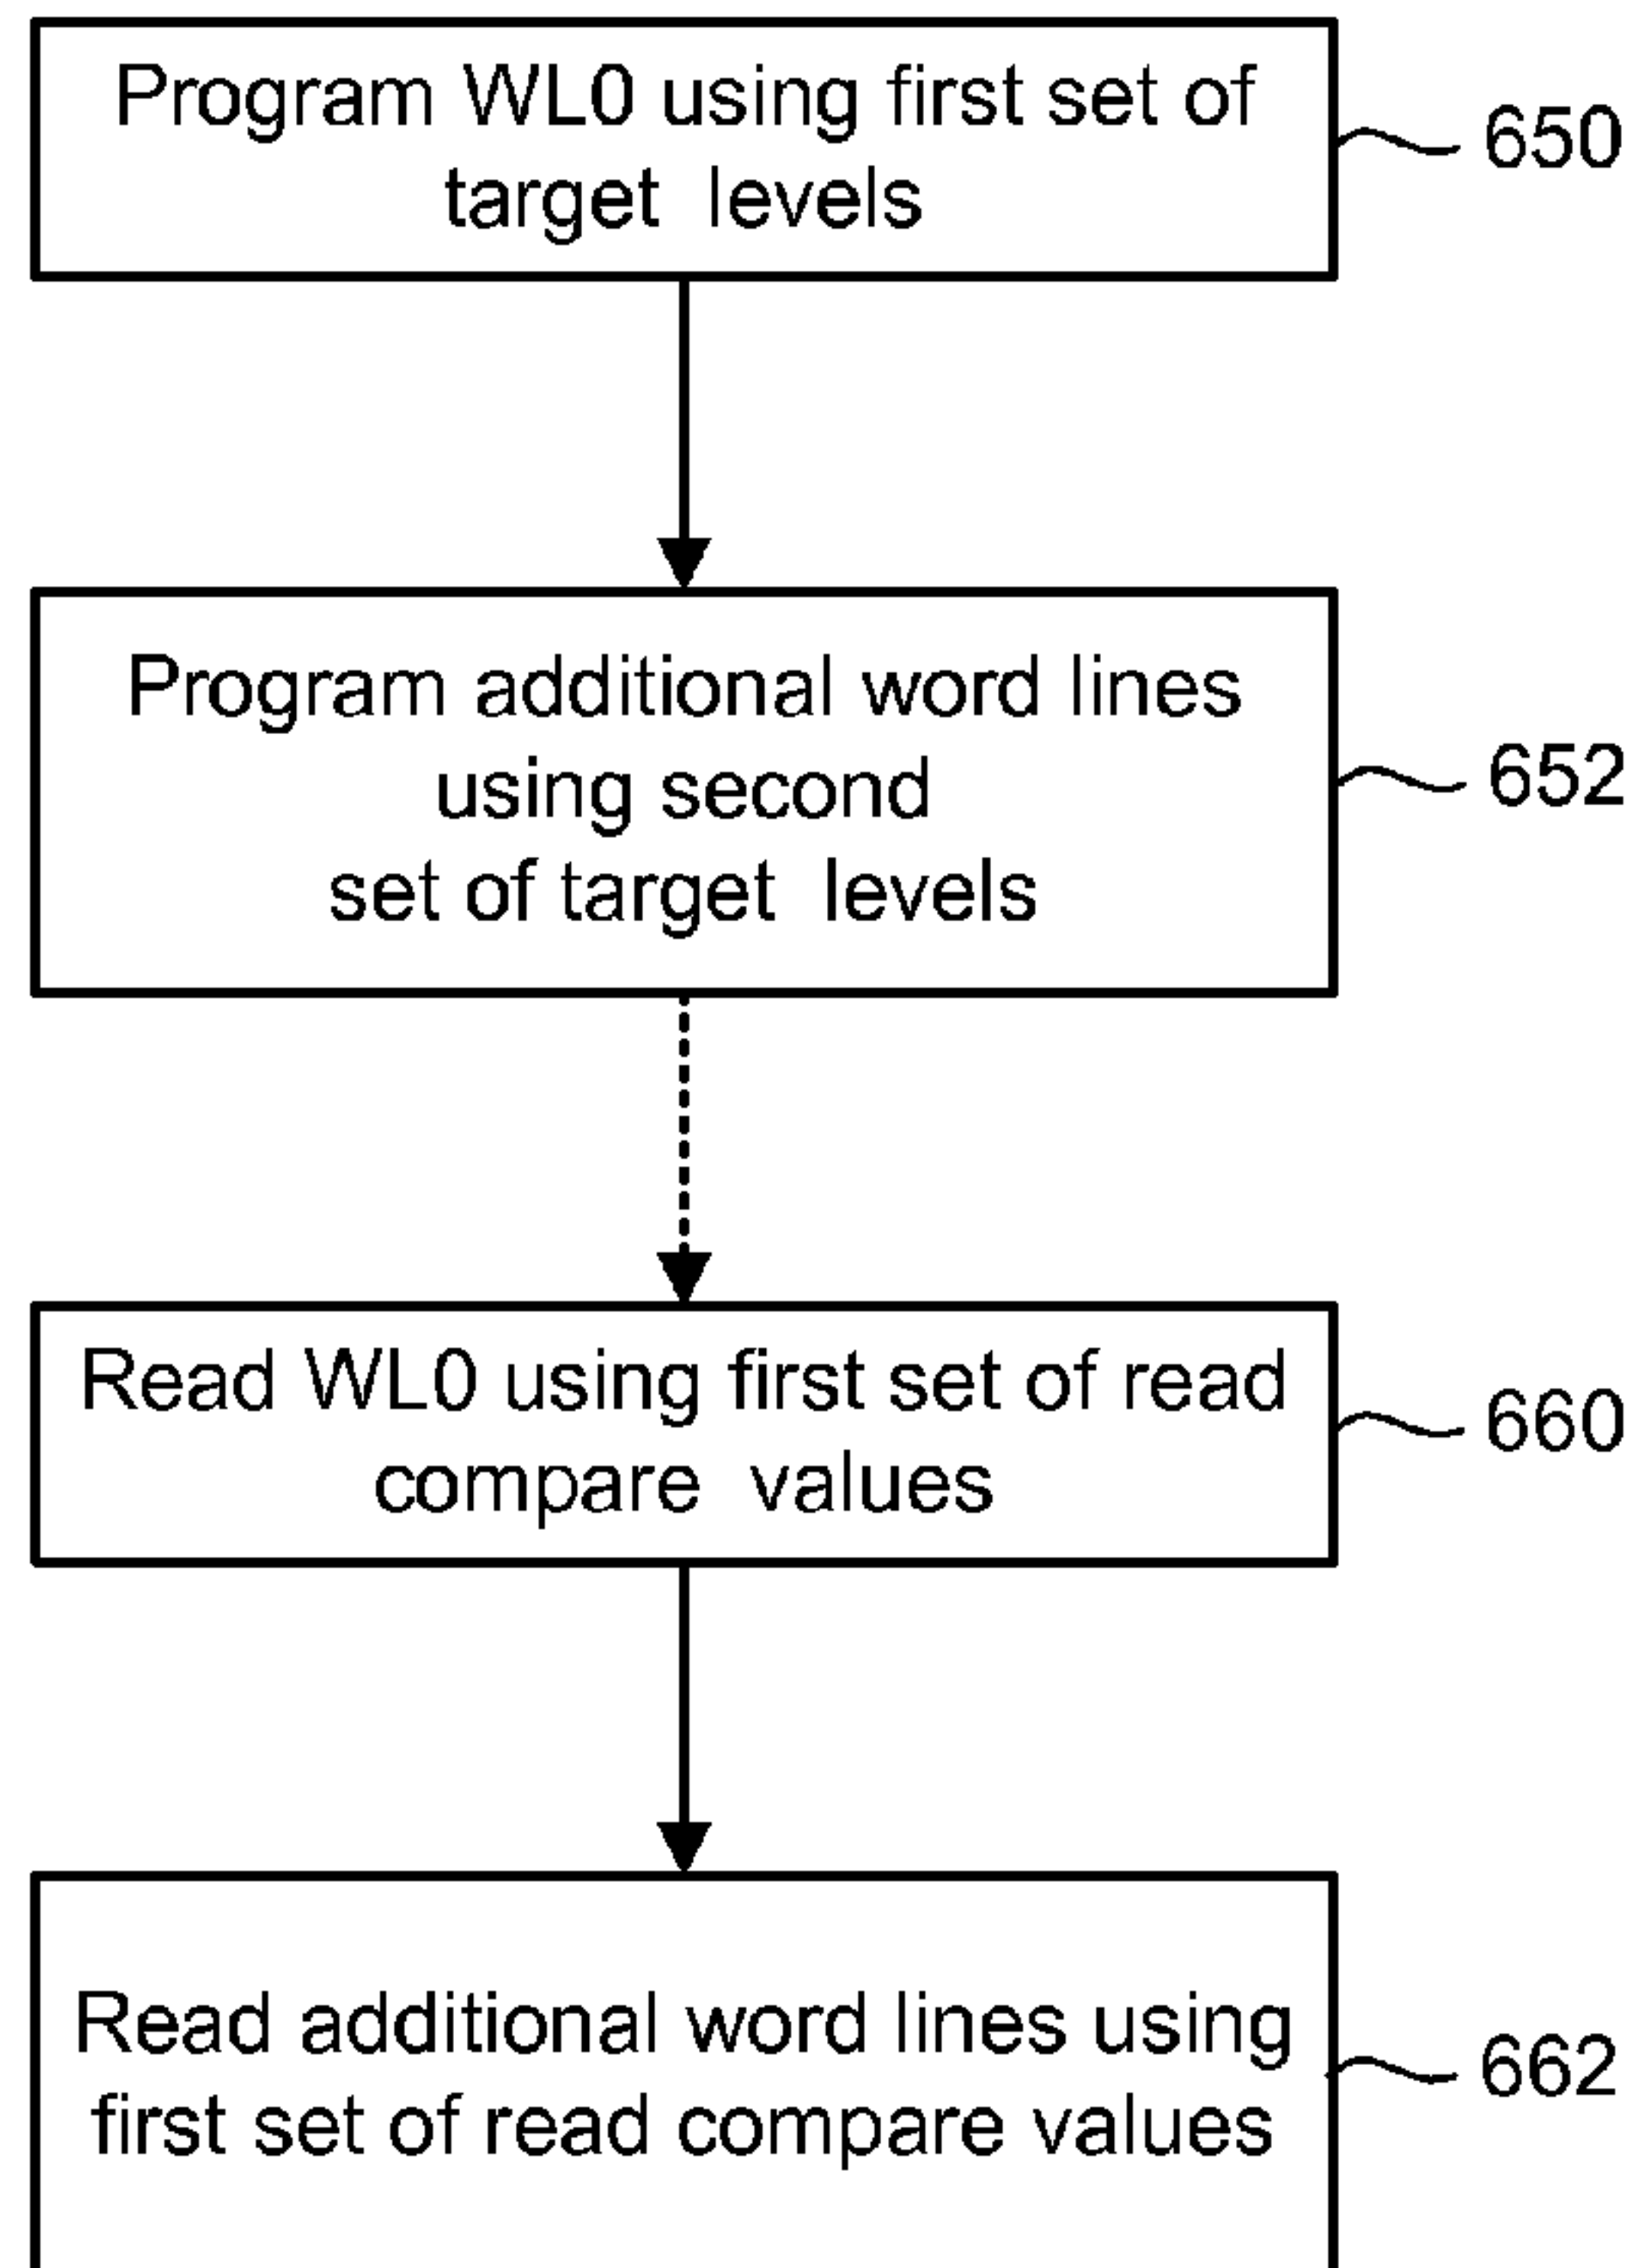 Program WL0 using first set of
target levels
650
Program additional word lines
using second
set of target levels
652
Read WL0 using first set of read
compare values
660
Read additional word lines using
first set of read compare values
662